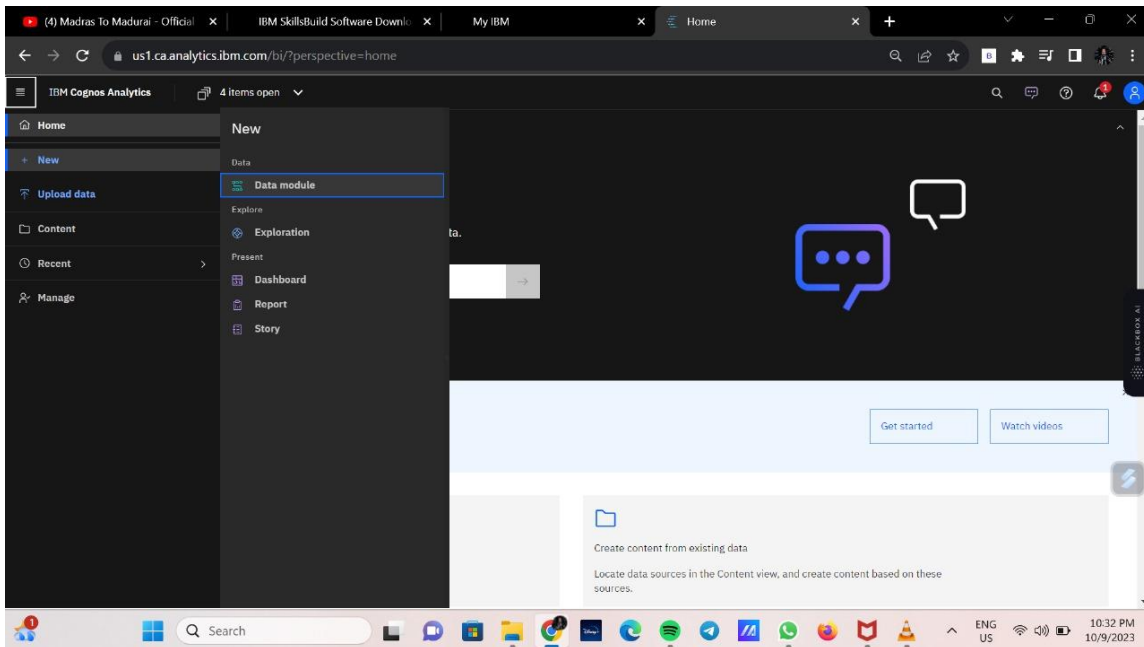 (4) Madras To Madurai - Official
IBM SkillsBuild Software Downlo
My IBM
Home
us1.ca.analytics.ibm.com/bi/?perspective=home
IBM Cognos Analytics
4 items open
Home
New
Upload data
Content
Recent
Manage
New
Data
Data module
Explore
Exploration
Present
Dashboard
Report
Story
ta.
BLACKBOX AI
Get started
Watch videos
Create content from existing data
Locate data sources in the Content view, and create content based on these
sources.
1
Search
ENG
US
10:32 PM
10/9/2023